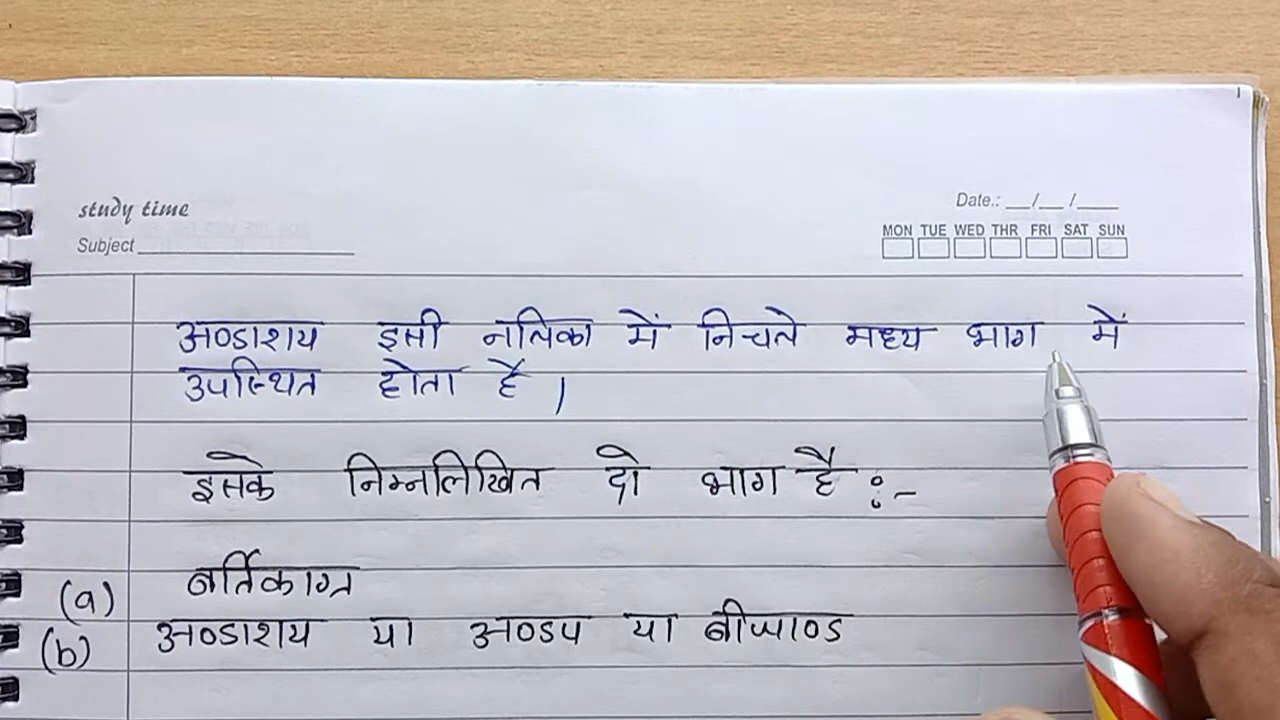 study time
Date.: __/__/____
Subject
MON TUE WED THR FRI SAT SUN
अण्डाशय इसी नलिका में निचले मध्य भाग में
उपस्थित होता है।
इसके निम्नलिखित दो भाग है :-
(a) बर्तिकाग्न
(b) अण्डाशय या अण्डप या बीजाण्ड